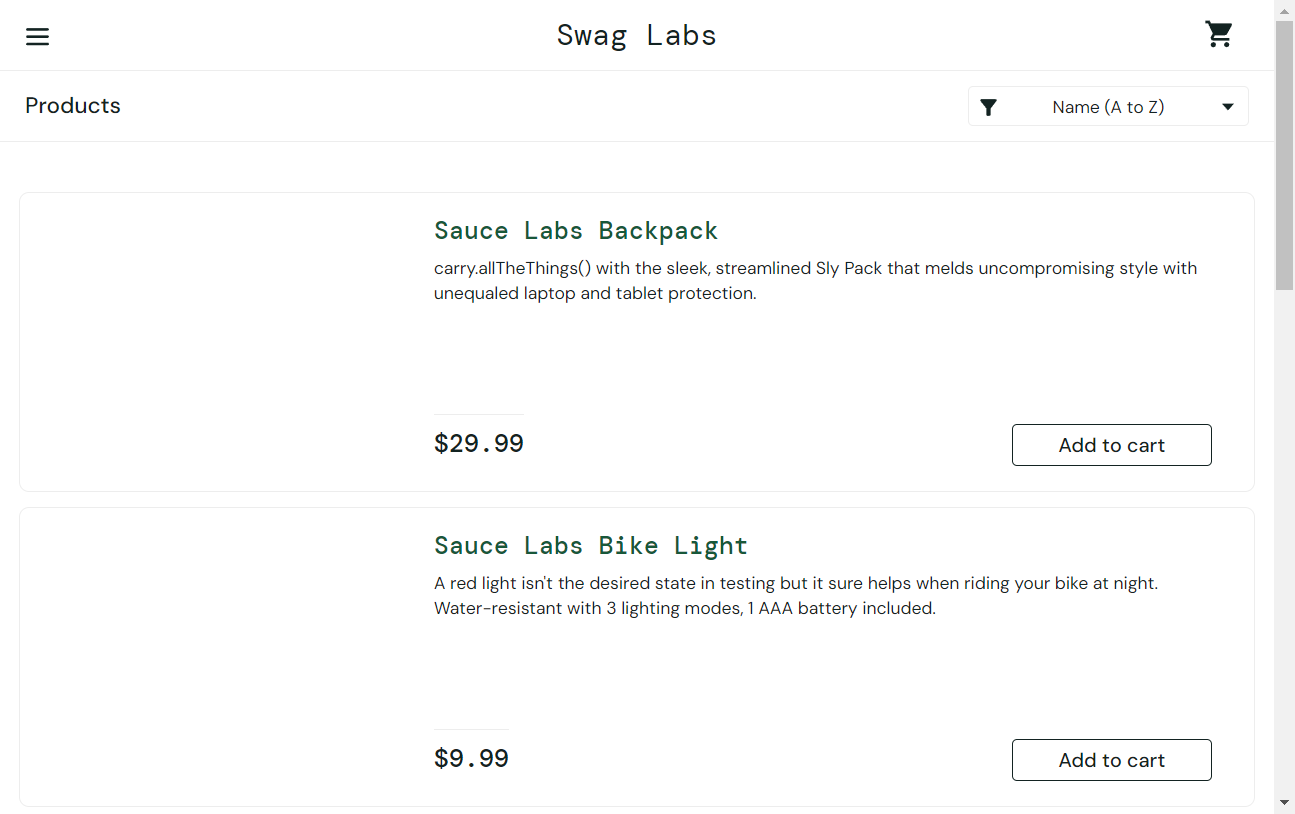 Swag Labs
Products
Name (A to Z)
Sauce Labs Backpack
carry.allTheThings() with the sleek, streamlined Sly Pack that melds uncompromising style with
unequaled laptop and tablet protection.
$29.99
Add to cart
Sauce Labs Bike Light
A red light isn't the desired state in testing but it sure helps when riding your bike at night.
Water-resistant with 3 lighting modes, 1 AAA battery included.
$9.99
Add to cart